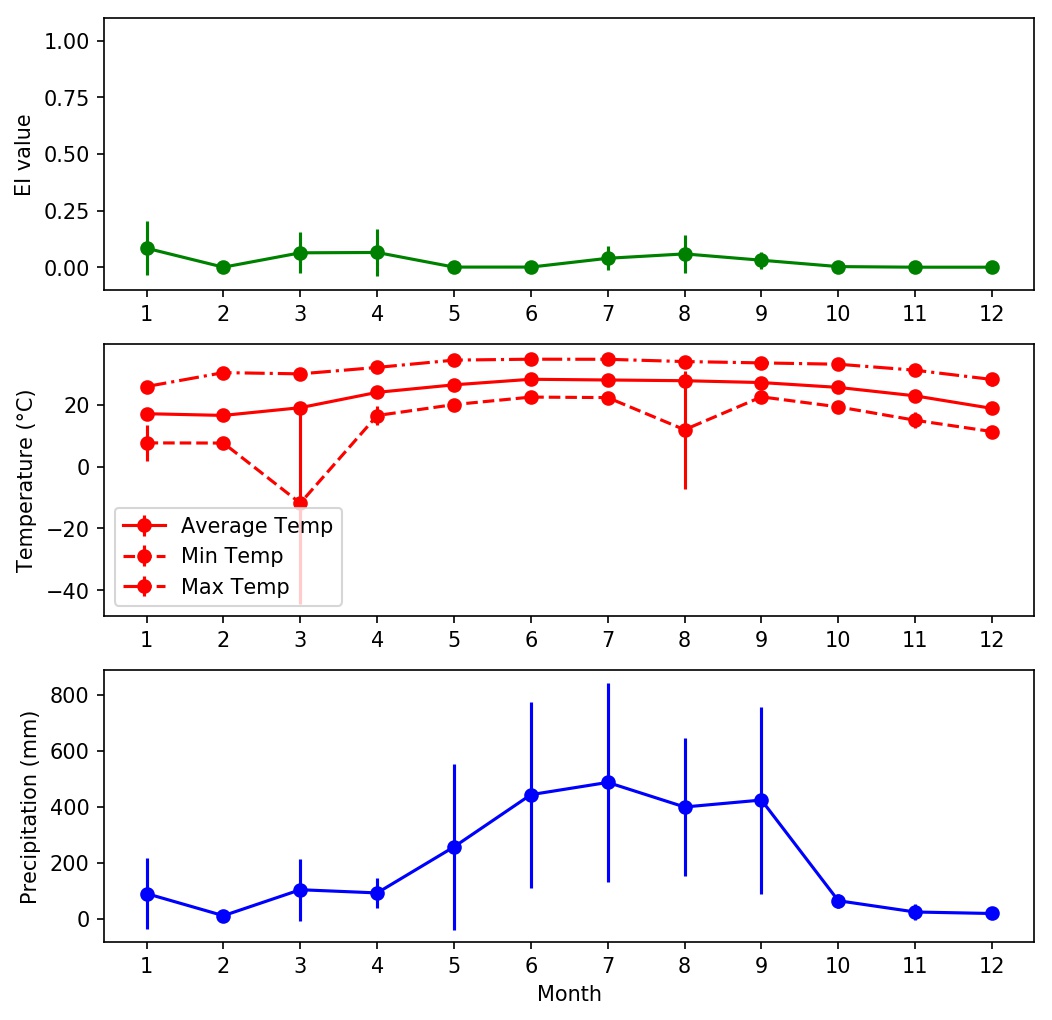 EI value
1.00
0.75
0.50
0.25
0.00
1 2 3 4 5 6 7 8 9 10 11 12
Temperature (°C)
20
0
−20
−40
Average Temp
Min Temp
Max Temp
1 2 3 4 5 6 7 8 9 10 11 12
Precipitation (mm)
800
600
400
200
0
1 2 3 4 5 6 7 8 9 10 11 12
Month